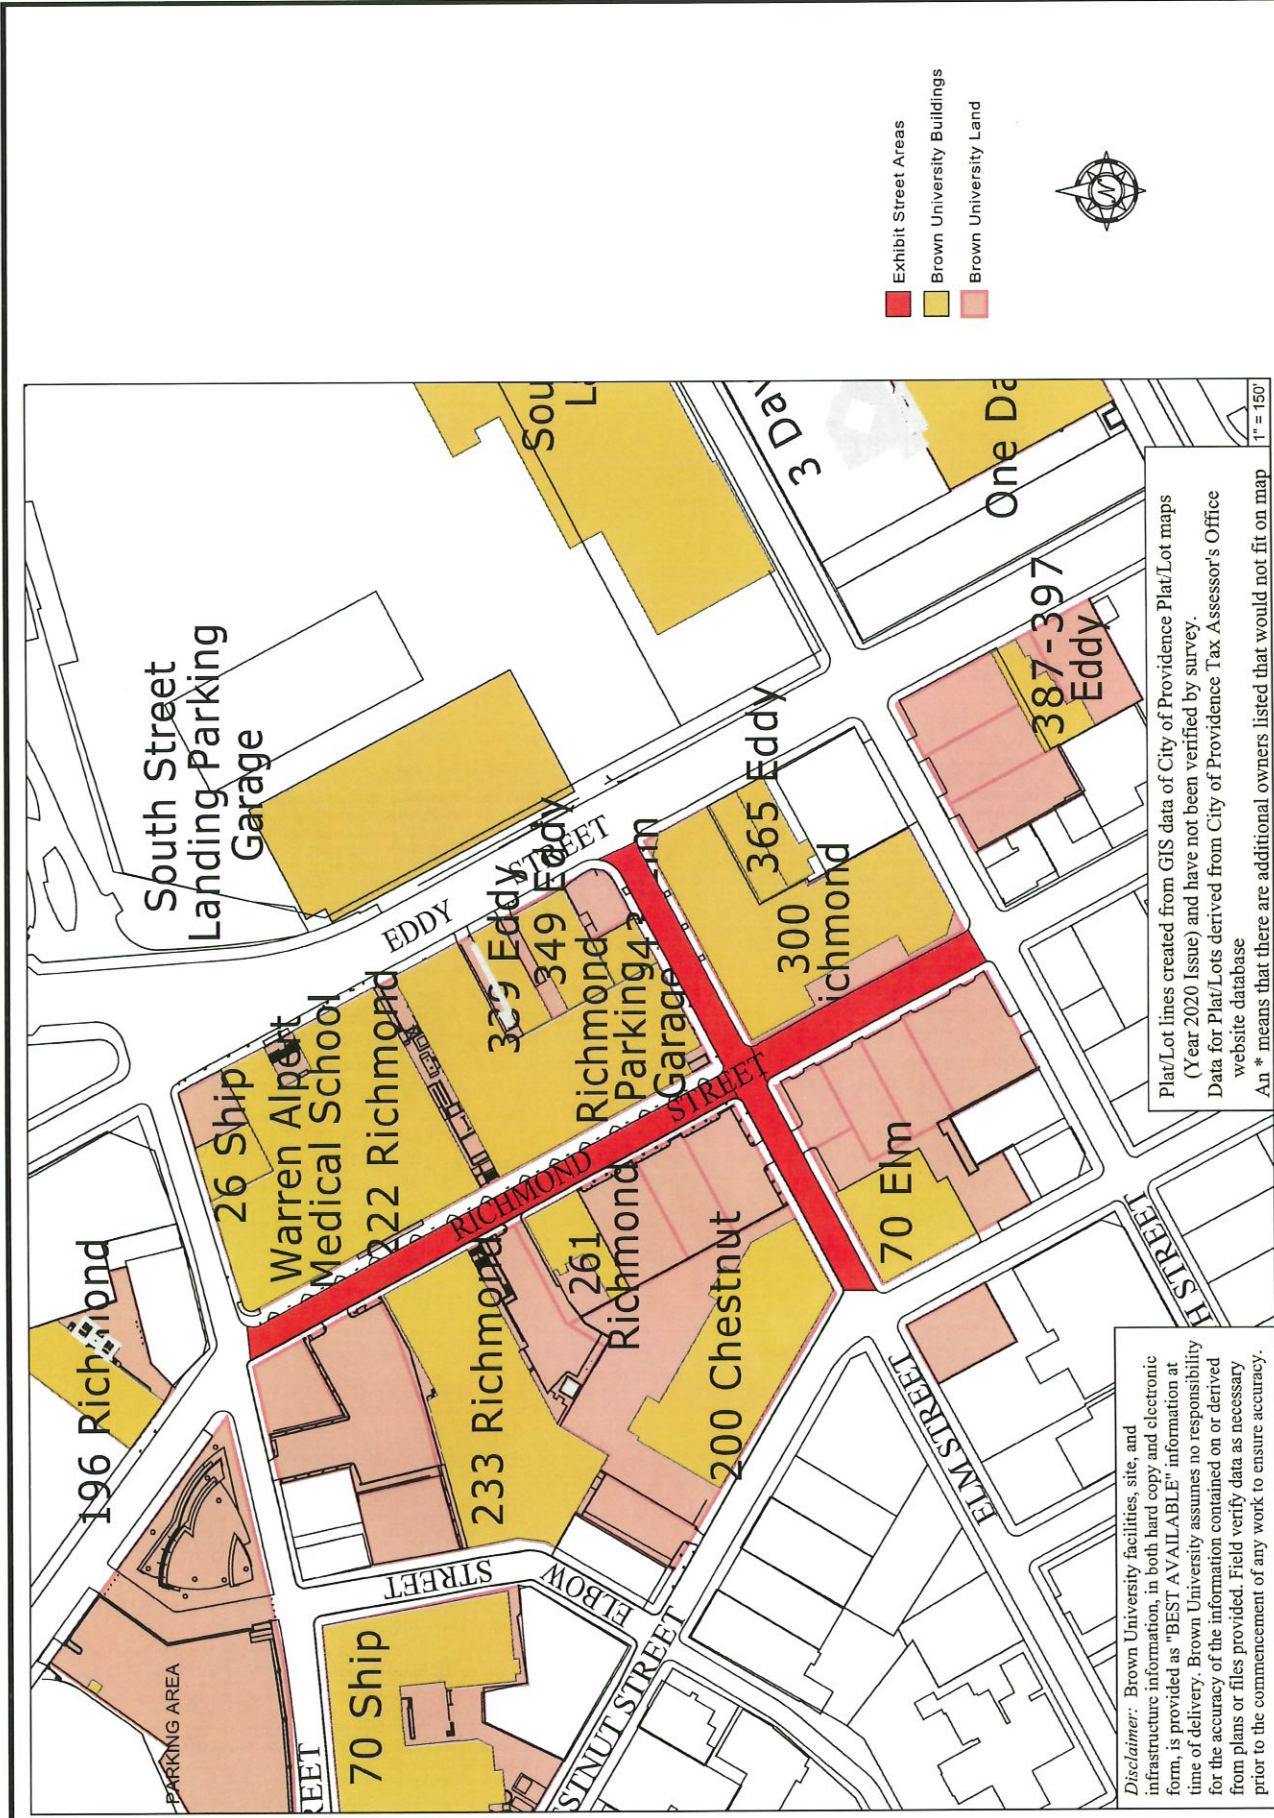 Exhibit Street Areas
Brown University Buildings
Brown University Land
N
196 Richmond
PARKING AREA
70 Ship
26 Ship
Warren Alpert
Medical School
222 Richmond
South Street
Landing Parking
Garage
EDDY
STREET
339 Eddy
349 Eddy
Richmond
Parking
Garage
RICHMOND
STREET
233 Richmond
261
Richmond
200 Chestnut
STREET
ELBOW
REET
ESTNUT STREET
ELM STREET
H STREET
70 Elm
300
ichmond
365 Eddy
387-397
Eddy
Sou
3 Dav
One Da
Disclaimer: Brown University facilities, site, and
infrastructure information, in both hard copy and electronic
form, is provided as "BEST AVAILABLE" information at
time of delivery. Brown University assumes no responsibility
for the accuracy of the information contained on or derived
from plans or files provided. Field verify data as necessary
prior to the commencement of any work to ensure accuracy.
Plat/Lot lines created from GIS data of City of Providence Plat/Lot maps
(Year 2020 Issue) and have not been verified by survey.
Data for Plat/Lots derived from City of Providence Tax Assessor's Office
website database
An * means that there are additional owners listed that would not fit on map
1" = 150'